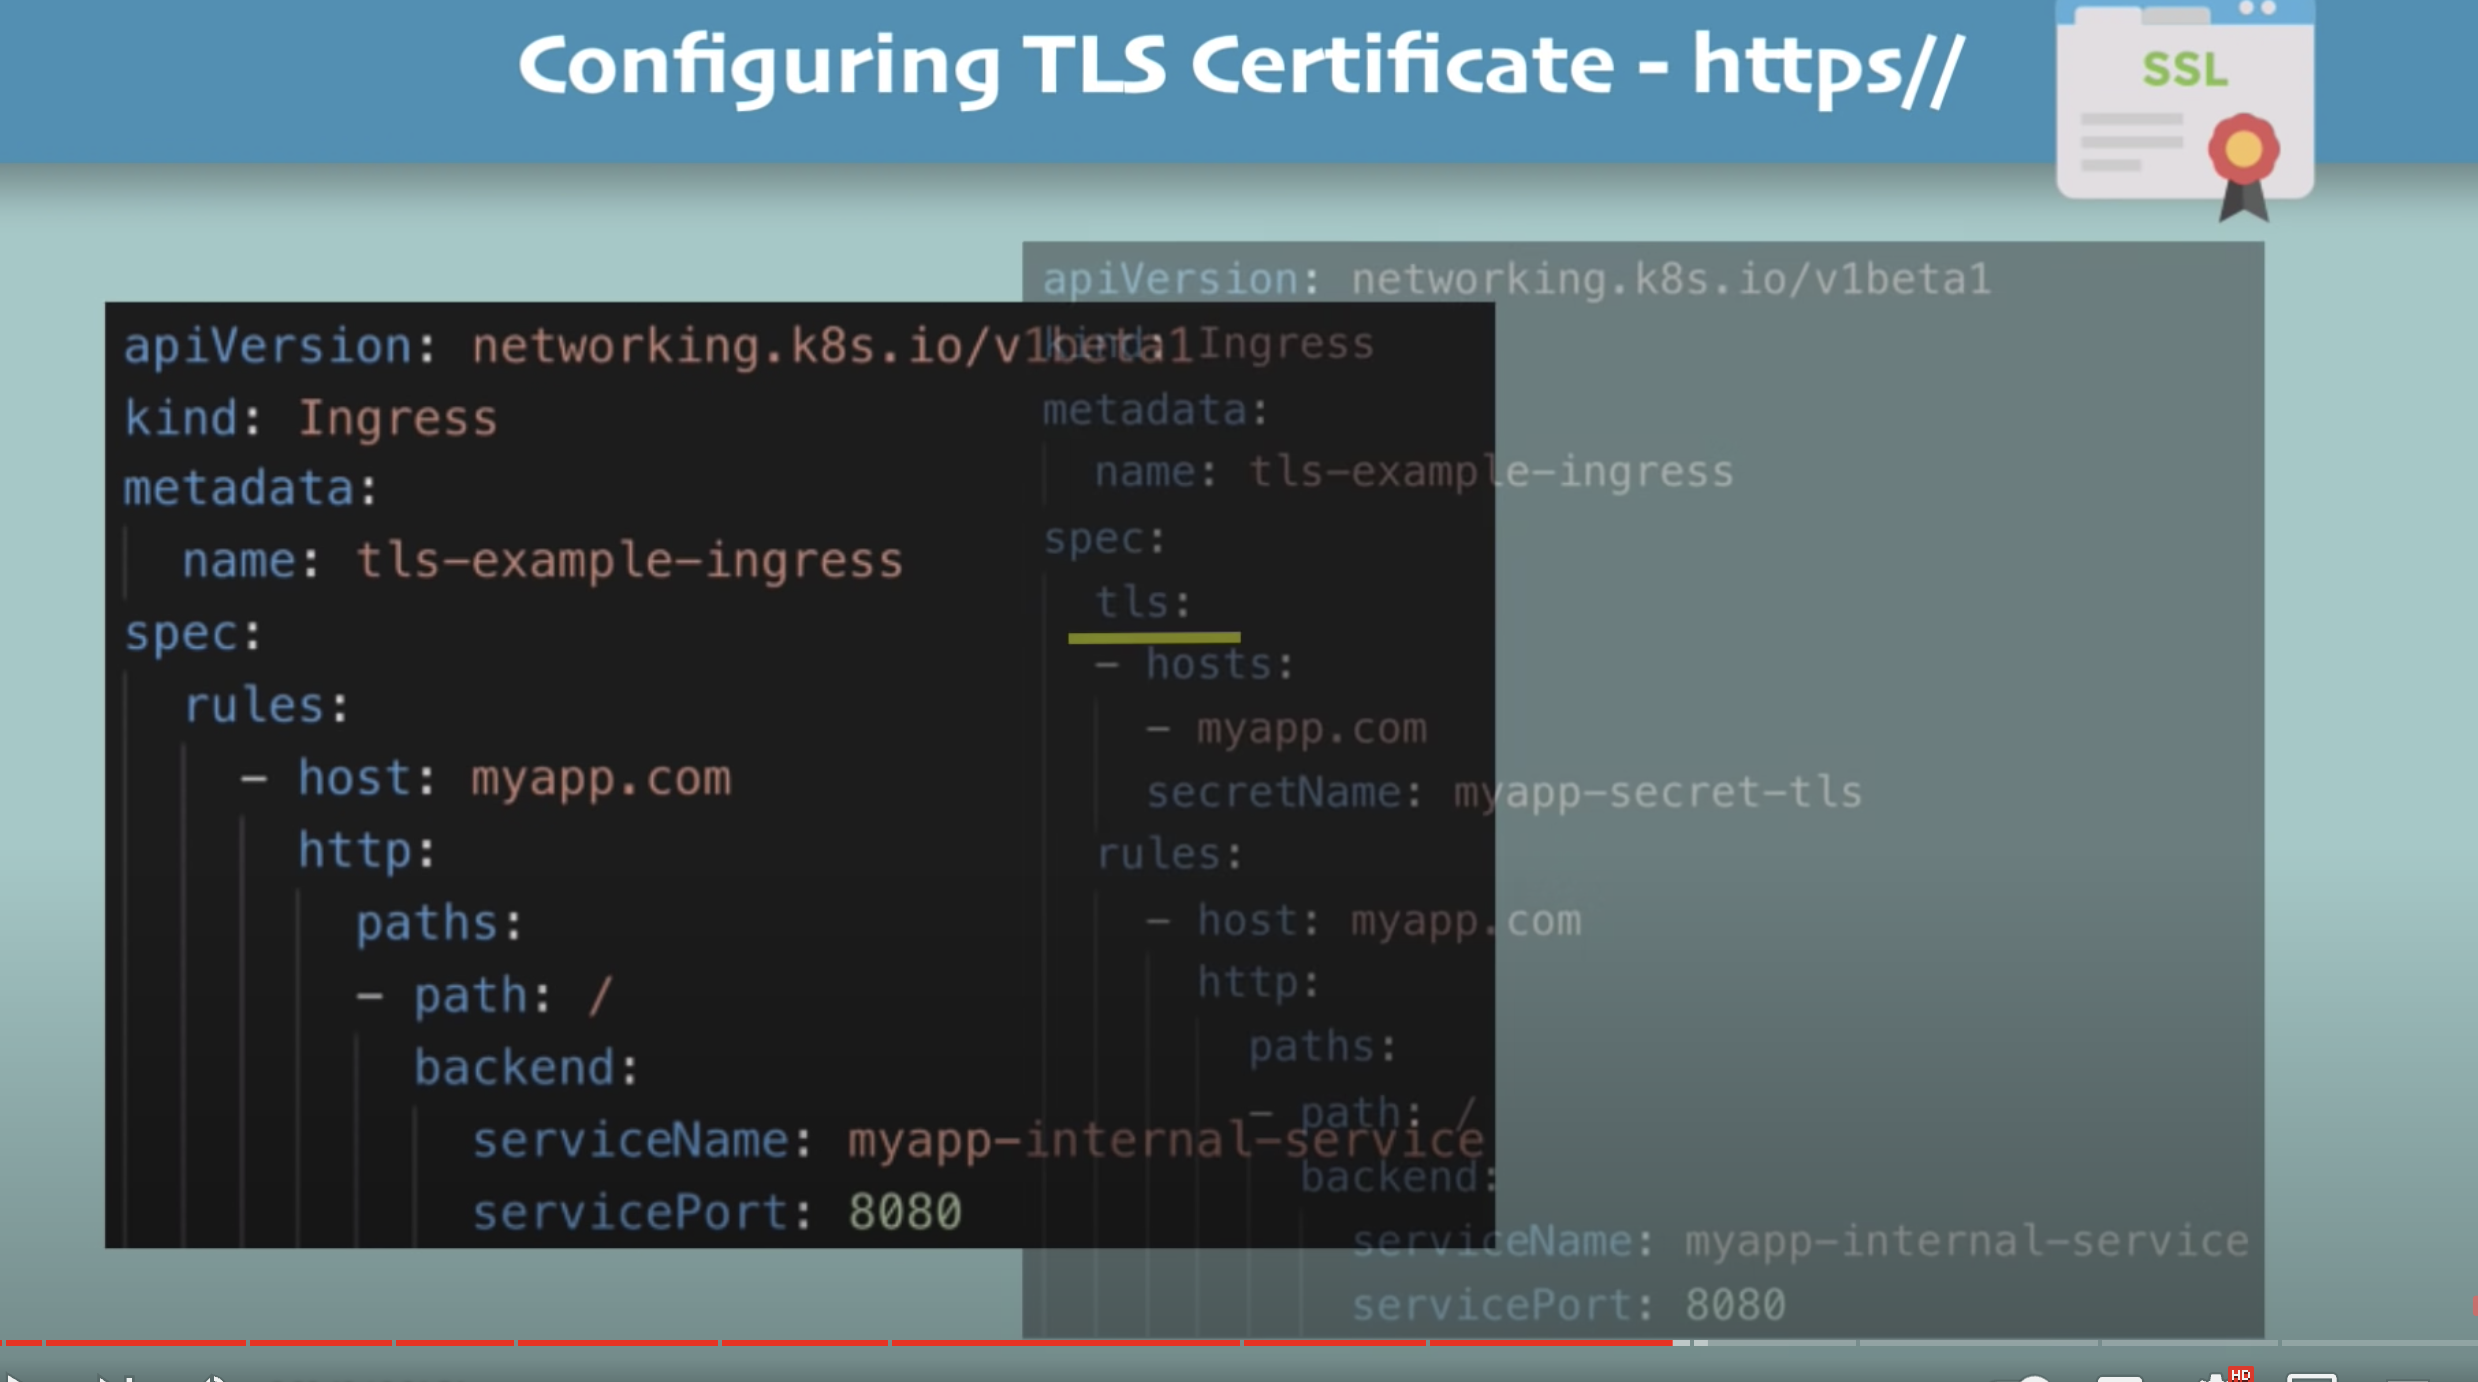 Configuring TLS Certificate - https//
SSL
apiVersion: networking.k8s.io/v1beta1
kind: Ingress
metadata:
name: tls-example-ingress
spec:
rules:
- host: myapp.com
http:
paths:
- path: /
backend:
serviceName: myapp-internal-service
servicePort: 8080
apiVersion: networking.k8s.io/v1beta1
kind: Ingress
metadata:
name: tls-example-ingress
spec:
tls:
- hosts:
- myapp.com
secretName: myapp-secret-tls
rules:
- host: myapp.com
http:
paths:
- path: /
backend:
serviceName: myapp-internal-service
servicePort: 8080
HD